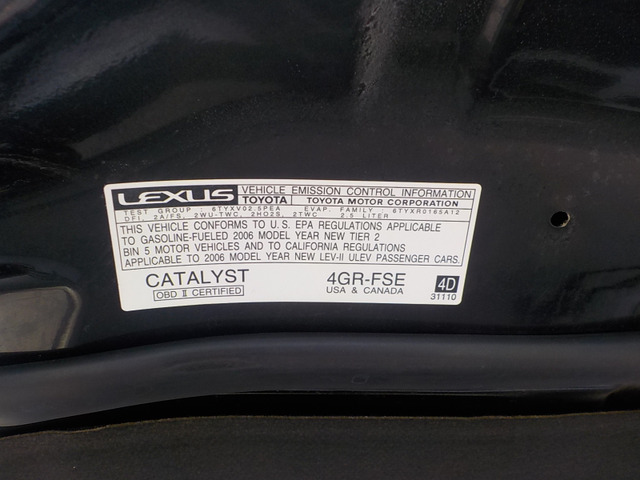 LEXUS VEHICLE EMISSION CONTROL INFORMATION
TOYOTA TOYOTA MOTOR CORPORATION
TEST GROUP : 6TYXV02.5PEA EVAP. FAMILY : 6TYXR0165A12
DFI, 2A/FS, 2WU-TWC, 2HO2S, 2TWC 2.5 LITER
THIS VEHICLE CONFORMS TO U.S. EPA REGULATIONS APPLICABLE
TO GASOLINE-FUELED 2006 MODEL YEAR NEW TIER 2
BIN 5 MOTOR VEHICLES AND TO CALIFORNIA REGULATIONS
APPLICABLE TO 2006 MODEL YEAR NEW LEV-II ULEV PASSENGER CARS.
CATALYST 4GR-FSE 4D
OBD II CERTIFIED USA & CANADA 31110